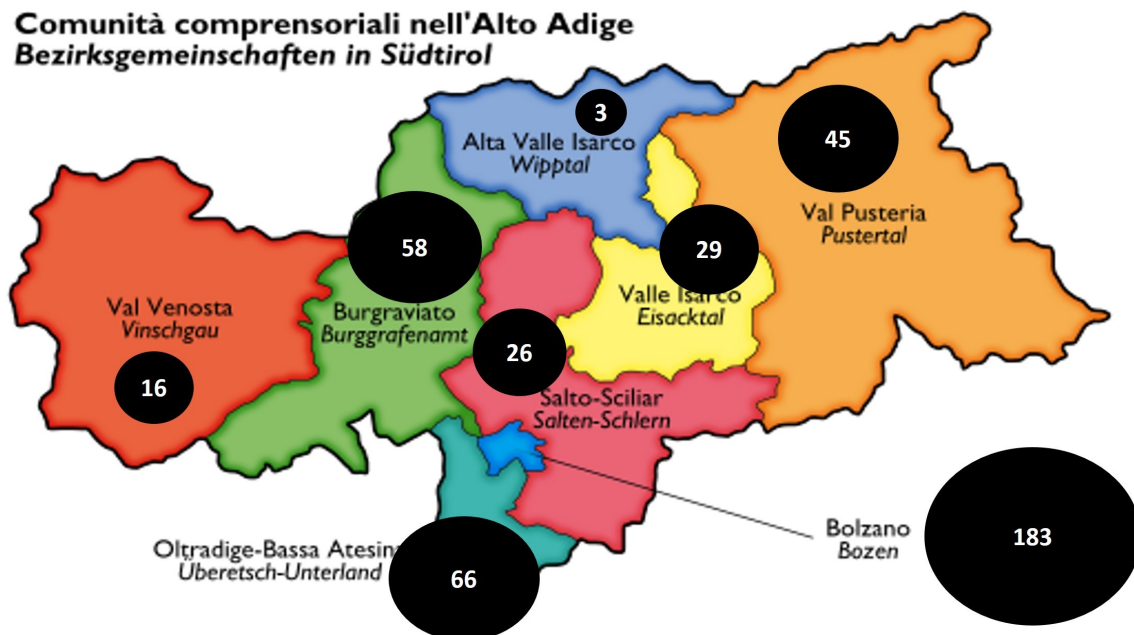 Comunità comprensoriali nell'Alto Adige
Bezirksgemeinschaften in Südtirol
3
Alta Valle Isarco
Wipptal
45
Val Pusteria
Pustertal
58
29
Valle Isarco
Eisacktal
Val Venosta
Vinschgau
16
Burgraviato
Burggrafenamt
26
Salto-Sciliar
Salten-Schlern
Oltradige-Bassa Atesina
Überetsch-Unterland
66
Bolzano
Bozen
183